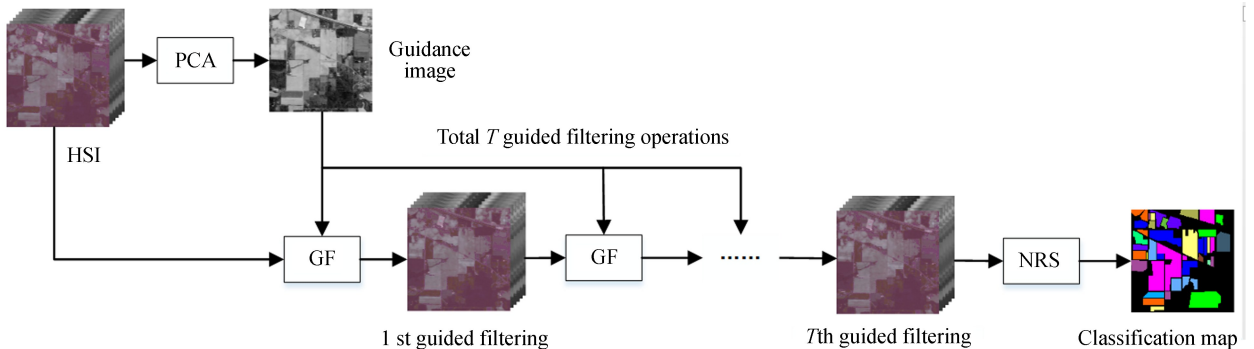 PCA
Guidance
image
HSI
Total T guided filtering operations
GF
GF
......
NRS
1 st guided filtering
Tth guided filtering
Classification map